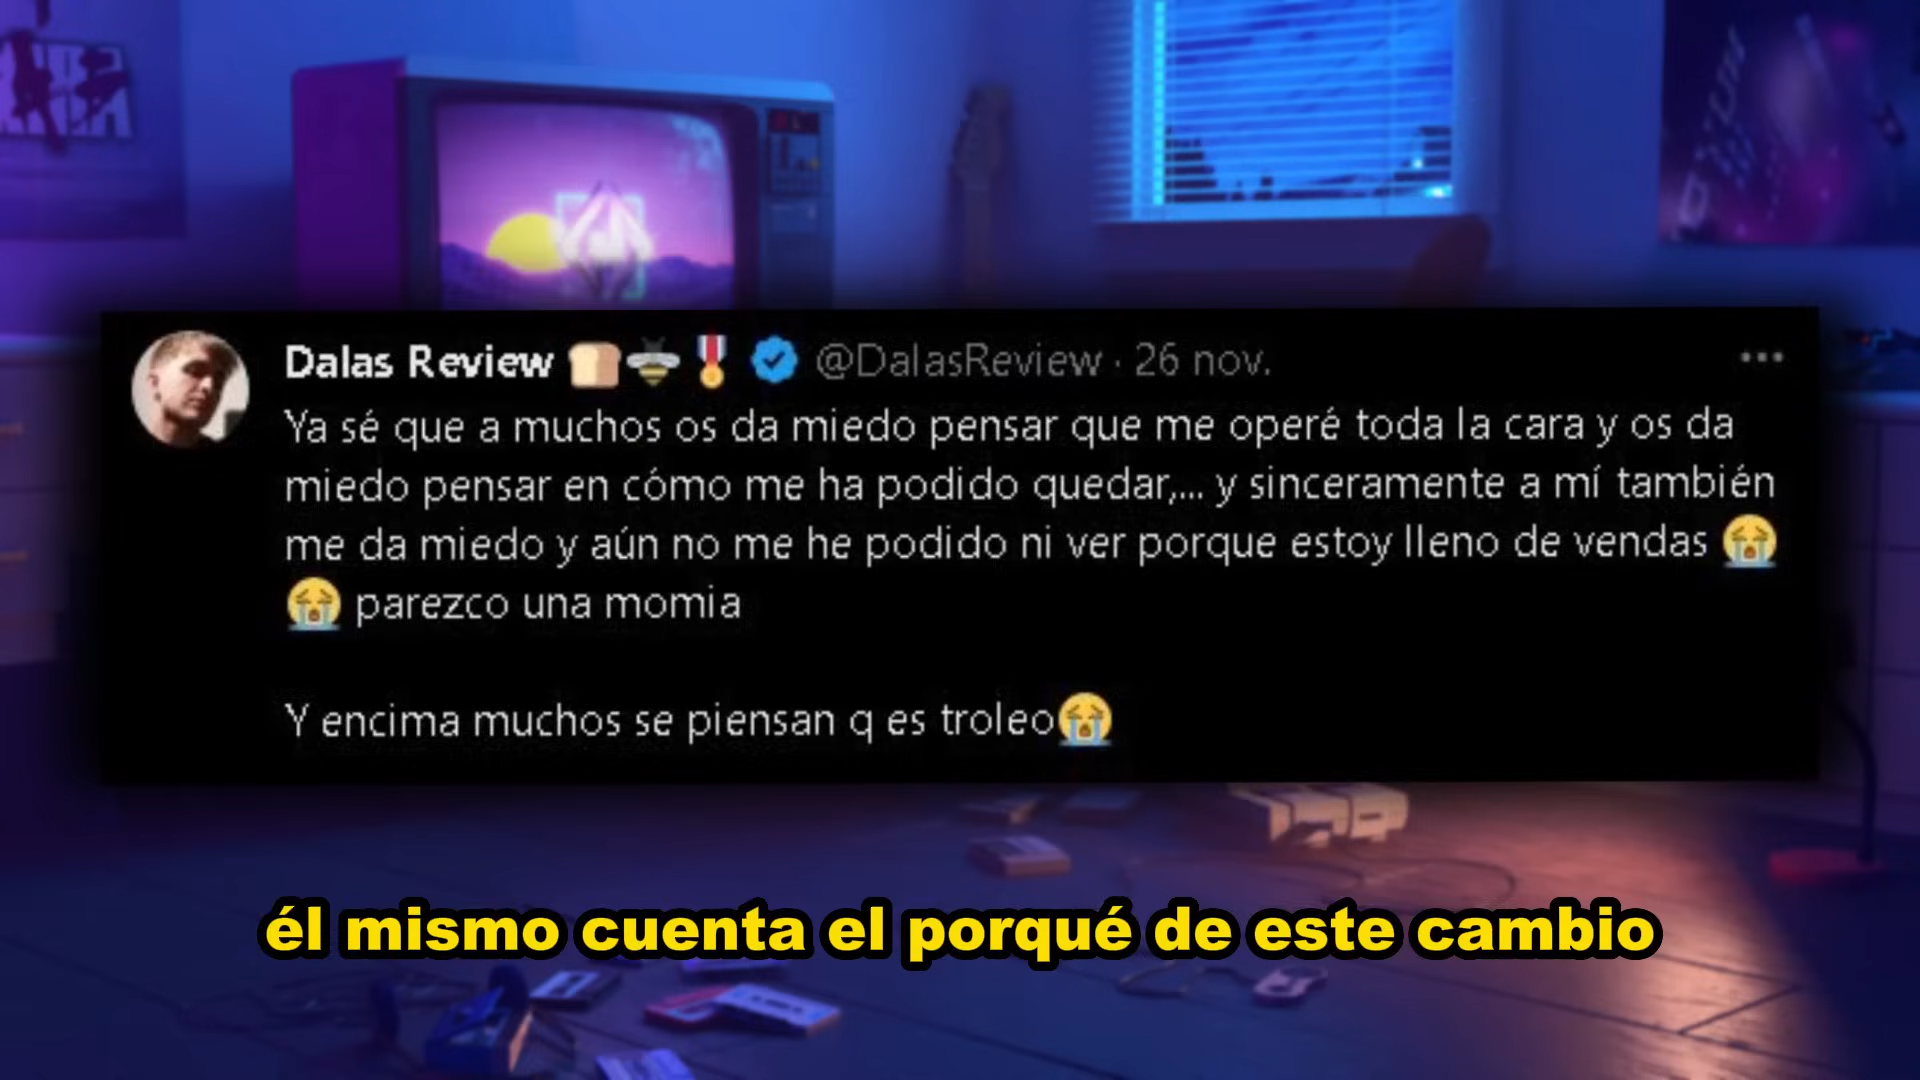 Dalas Review @DalasReview · 26 nov.
Ya sé que a muchos os da miedo pensar que me operé toda la cara y os da
miedo pensar en cómo me ha podido quedar,... y sinceramente a mí también
me da miedo y aún no me he podido ni ver porque estoy lleno de vendas 😭
😭 parezco una momia
Y encima muchos se piensan q es troleo😭
él mismo cuenta el porqué de este cambio